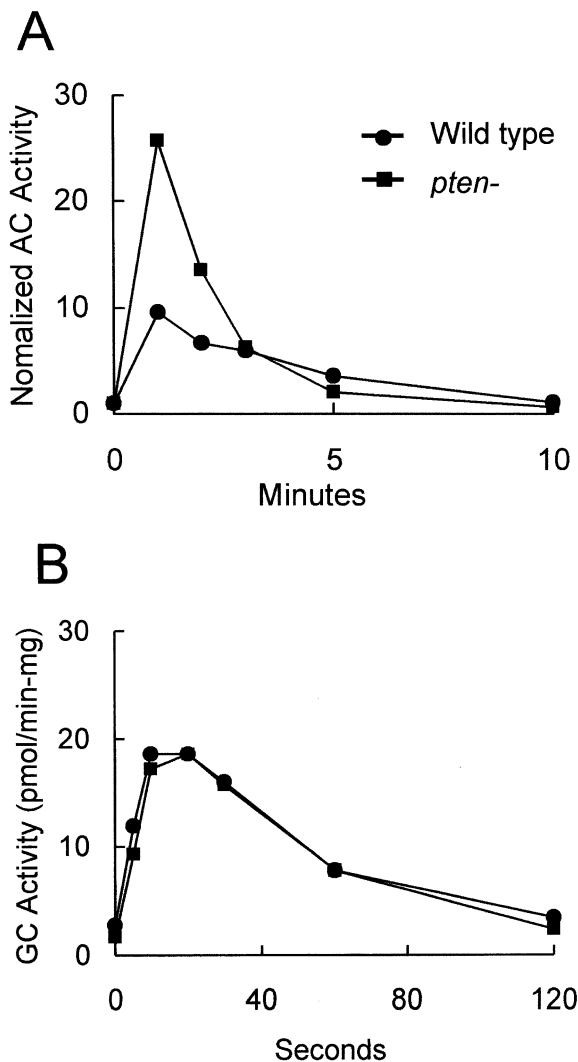 A
Nomalized AC Activity
30
20
10
0
Wild type
pten-
0 5 10
Minutes
B
GC Activity (pmol/min-mg)
30
20
10
0
0 40 80 120
Seconds